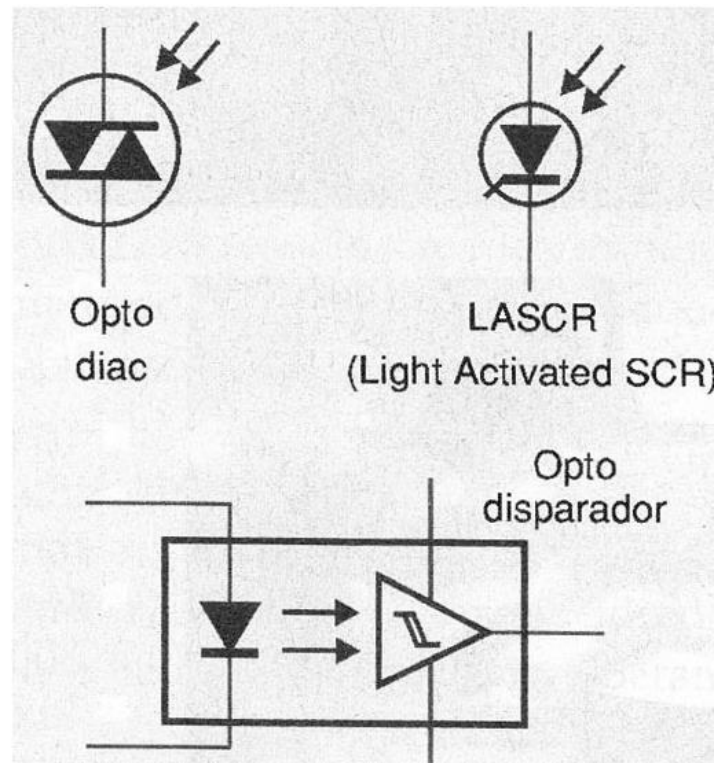 Opto
diac
LASCR
(Light Activated SCR)
Opto
disparador